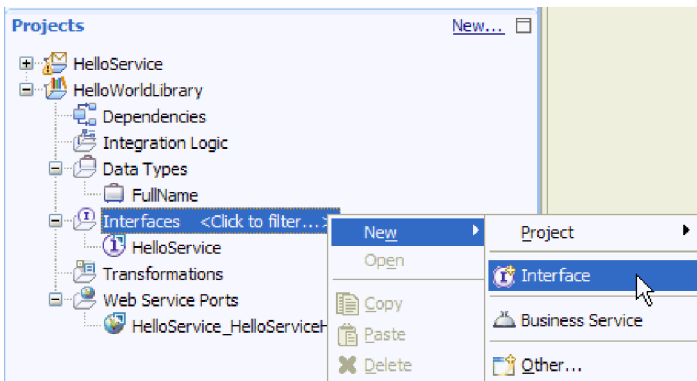 Projects New...
HelloService
HelloWorldLibrary
Dependencies
Integration Logic
Data Types
FullName
Interfaces <Click to filter...>
HelloService
Transformations
Web Service Ports
HelloService_HelloServiceH
New
Open
Copy
Paste
Delete
Project
Interface
Business Service
Other...